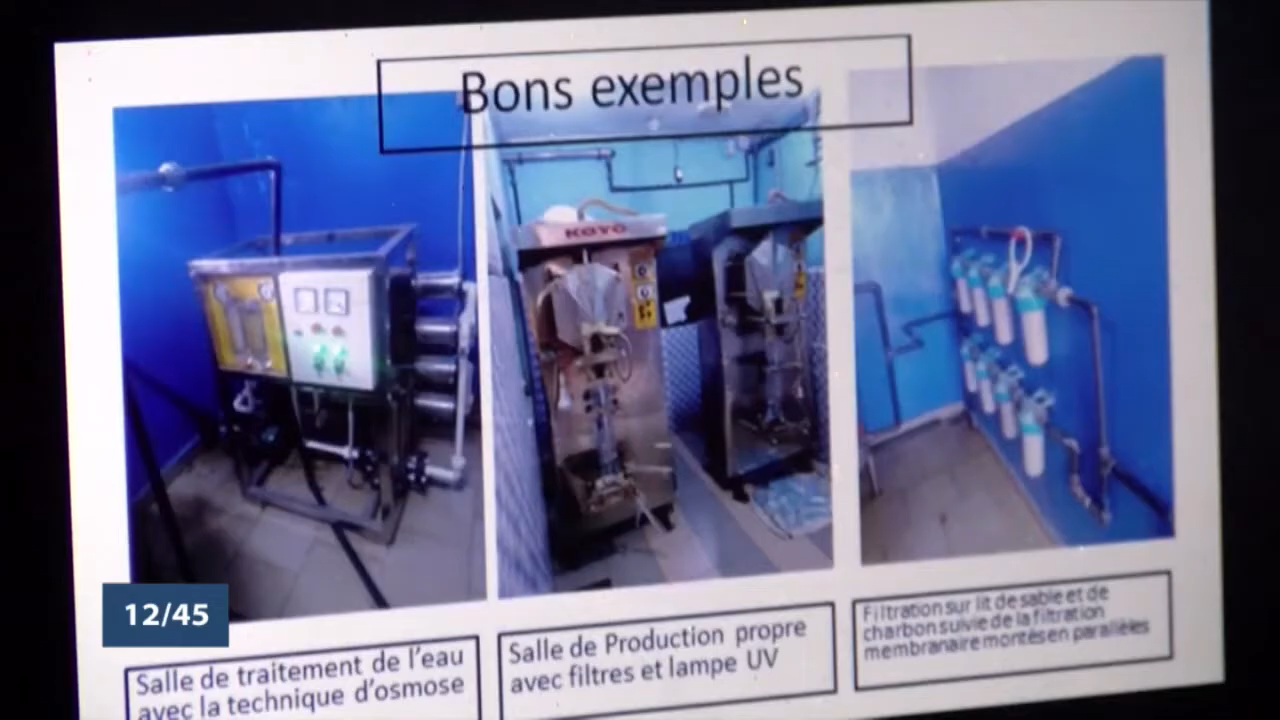 Bons exemples
KOYO
12/45
Salle de traitement de l'eau
avec la technique d'osmose
Salle de Production propre
avec filtres et lampe UV
Filtration sur lit de sable et de
charbon suivie de la filtration
membranaire montés en parallèles